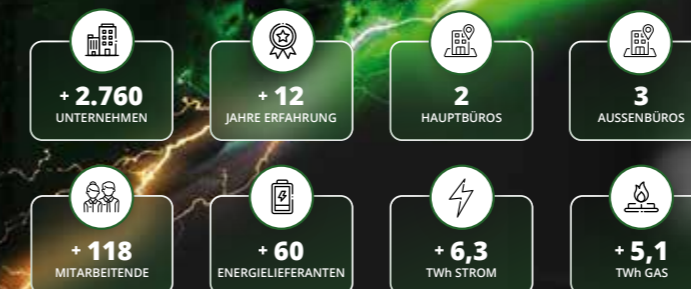 + 2.760
UNTERNEHMEN
+ 12
JAHRE ERFAHRUNG
2
HAUPTBÜROS
3
AUSSENBÜROS
+ 118
MITARBEITENDE
+ 60
ENERGIELIEFERANTEN
+ 6,3
TWh STROM
+ 5,1
TWh GAS